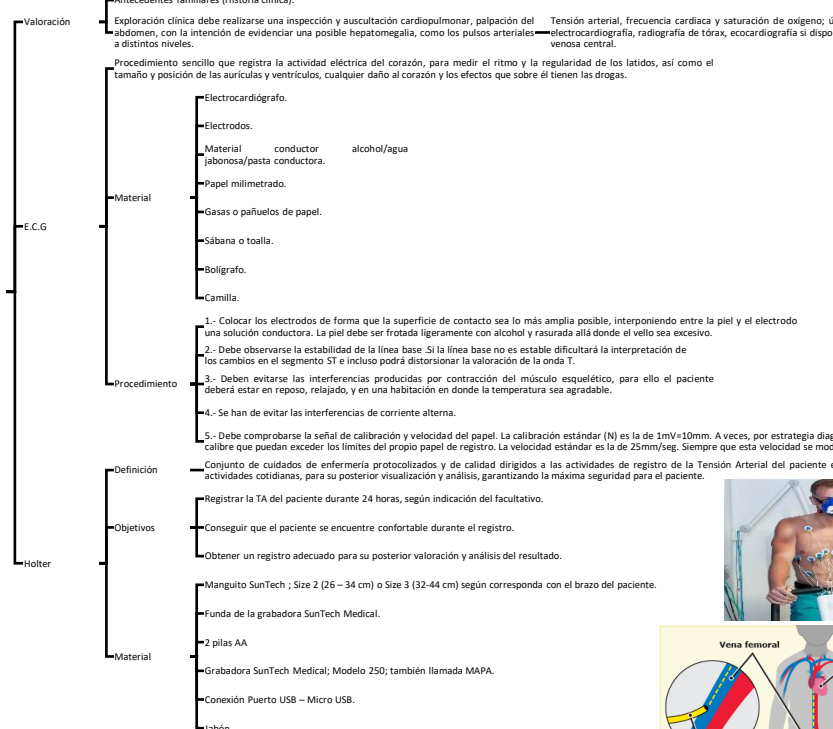 Antecedentes familiares (Historia clínica).
Valoración
Exploración clínica debe realizarse una inspección y auscultación cardiopulmonar, palpación del
abdomen, con la intención de evidenciar una posible hepatomegalia, como los pulsos arteriales
a distintos niveles.
Tensión arterial, frecuencia cardiaca y saturación de oxígeno;
electrocardiografía, radiografía de tórax, ecocardiografía si
venosa central.
E.C.G
Procedimiento sencillo que registra la actividad eléctrica del corazón, para medir el ritmo y la regularidad de los latidos, así como el
tamaño y posición de las aurículas y ventrículos, cualquier daño al corazón y los efectos que sobre él tienen las drogas.
Material
Electrocardiógrafo.
Electrodos.
Material conductor alcohol/agua
jabonosa/pasta conductora.
Papel milimetrado.
Gasas o pañuelos de papel.
Sábana o toalla.
Bolígrafo.
Camilla.
Procedimiento
1.- Colocar los electrodos de forma que la superficie de contacto sea lo más amplia posible, interponiendo entre la piel y el electrodo
una solución conductora. La piel debe ser frotada ligeramente con alcohol y rasurada allá donde el vello sea excesivo.
2.- Debe observarse la estabilidad de la línea base .Si la línea base no es estable dificultará la interpretación de
los cambios en el segmento ST e incluso podrá distorsionar la valoración de la onda T.
3.- Deben evitarse las interferencias producidas por contracción del músculo esquelético, para ello el paciente
deberá estar en reposo, relajado, y en una habitación en donde la temperatura sea agradable.
4.- Se han de evitar las interferencias de corriente alterna.
5.- Debe comprobarse la señal de calibración y velocidad del papel. La calibración estándar (N) es la de 1mV=10mm. A veces, por estrategia
calibre que puedan exceder los límites del propio papel de registro. La velocidad estándar es la de 25mm/seg. Siempre que esta velocidad se
Holter
Definición
Conjunto de cuidados de enfermería protocolizados y de calidad dirigidos a las actividades de registro de la Tensión Arterial del paciente
actividades cotidianas, para su posterior visualización y análisis, garantizando la máxima seguridad para el paciente.
Objetivos
Registrar la TA del paciente durante 24 horas, según indicación del facultativo.
Conseguir que el paciente se encuentre confortable durante el registro.
Obtener un registro adecuado para su posterior valoración y análisis del resultado.
Material
Manguito SunTech ; Size 2 (26 – 34 cm) o Size 3 (32-44 cm) según corresponda con el brazo del paciente.
Funda de la grabadora SunTech Medical.
2 pilas AA
Grabadora SunTech Medical; Modelo 250; también llamada MAPA.
Conexión Puerto USB – Micro USB.
Jabón
Vena femoral